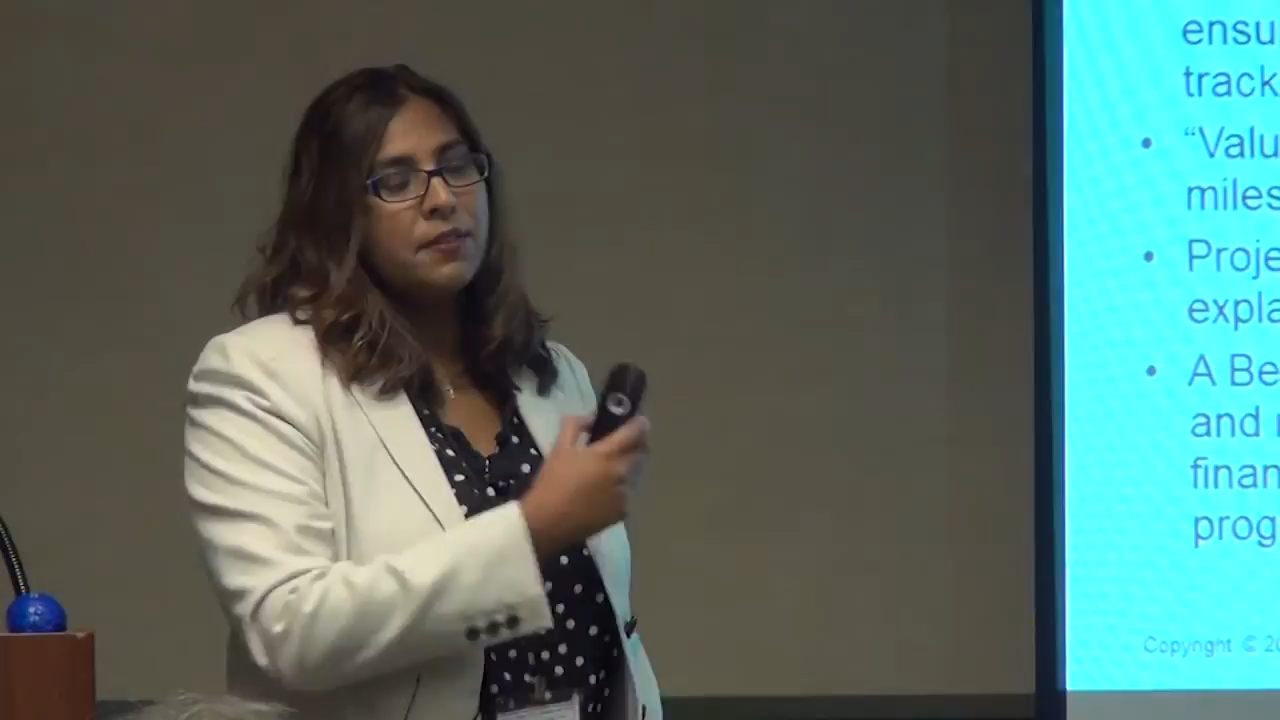 ensu
track
• “Valu
miles
• Proje
expla
• A Be
and
finan
prog
Copyright © 20